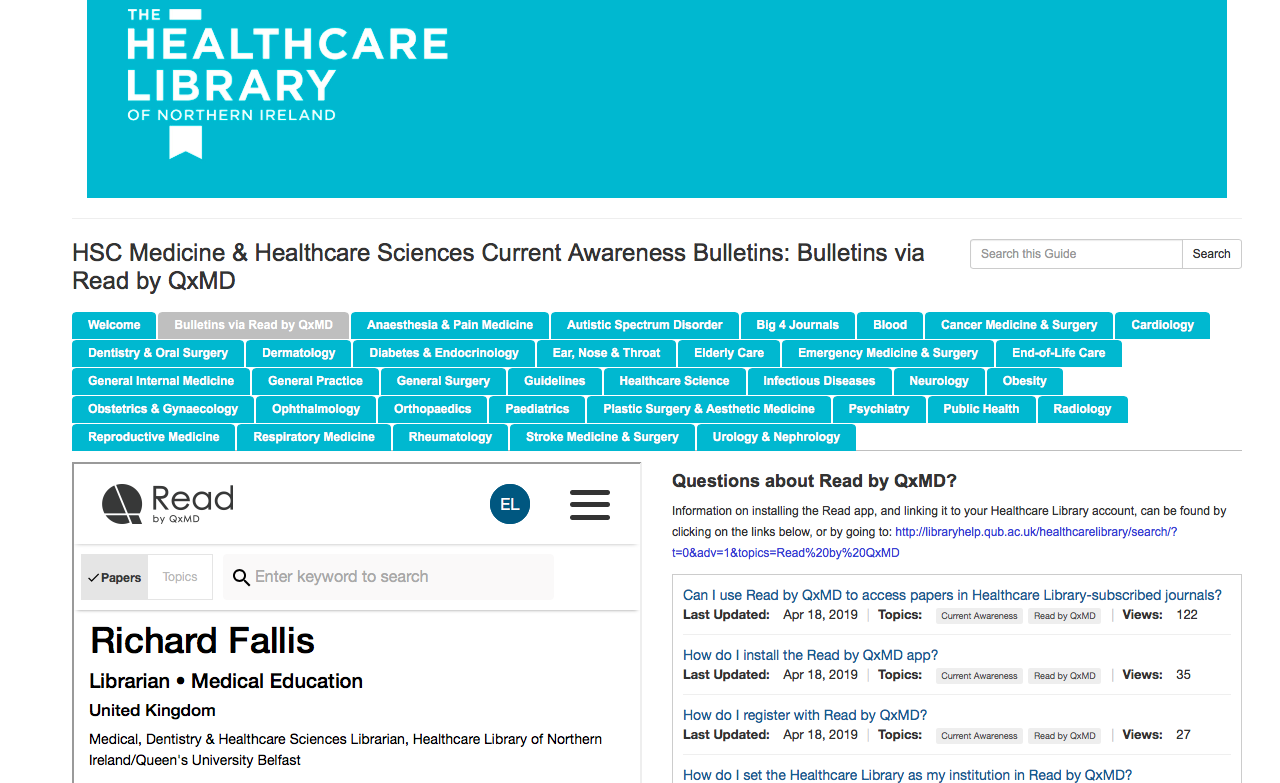 THE
HEALTHCARE
LIBRARY
OF NORTHERN IRELAND
HSC Medicine & Healthcare Sciences Current Awareness Bulletins: Bulletins via
Read by QxMD
Search this Guide Search
Welcome Bulletins via Read by QxMD Anaesthesia & Pain Medicine Autistic Spectrum Disorder Big 4 Journals Blood Cancer Medicine & Surgery Cardiology
Dentistry & Oral Surgery Dermatology Diabetes & Endocrinology Ear, Nose & Throat Elderly Care Emergency Medicine & Surgery End-of-Life Care
General Internal Medicine General Practice General Surgery Guidelines Healthcare Science Infectious Diseases Neurology Obesity
Obstetrics & Gynaecology Ophthalmology Orthopaedics Paediatrics Plastic Surgery & Aesthetic Medicine Psychiatry Public Health Radiology
Reproductive Medicine Respiratory Medicine Rheumatology Stroke Medicine & Surgery Urology & Nephrology
Read
by QxMD
EL
Papers Topics Enter keyword to search
Richard Fallis
Librarian • Medical Education
United Kingdom
Medical, Dentistry & Healthcare Sciences Librarian, Healthcare Library of Northern
Ireland/Queen's University Belfast
Questions about Read by QxMD?
Information on installing the Read app, and linking it to your Healthcare Library account, can be found by
clicking on the links below, or by going to: http://libraryhelp.qub.ac.uk/healthcarelibrary/search/?
t=0&adv=1&topics=Read%20by%20QxMD
Can I use Read by QxMD to access papers in Healthcare Library-subscribed journals?
Last Updated: Apr 18, 2019 | Topics: Current Awareness Read by QxMD | Views: 122
How do I install the Read by QxMD app?
Last Updated: Apr 18, 2019 | Topics: Current Awareness Read by QxMD | Views: 35
How do I register with Read by QxMD?
Last Updated: Apr 18, 2019 | Topics: Current Awareness Read by QxMD | Views: 27
How do I set the Healthcare Library as my institution in Read by QxMD?